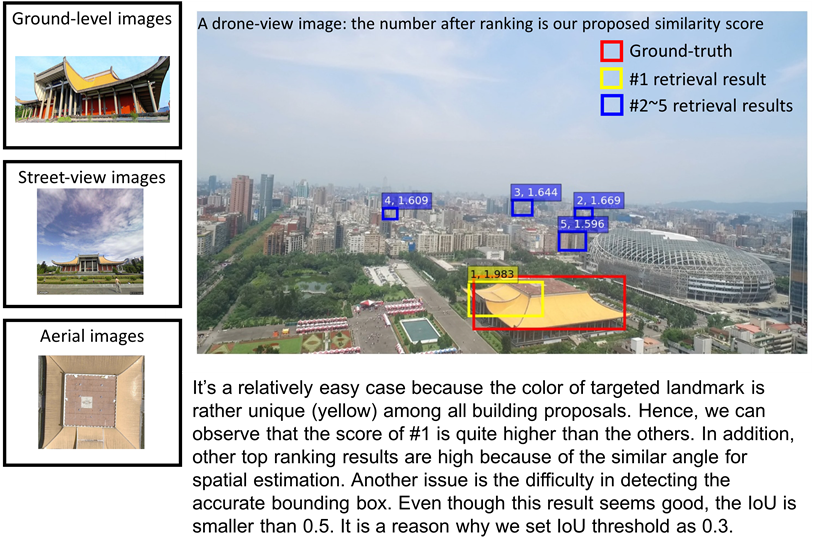 Ground-level images
Street-view images
Aerial images
A drone-view image: the number after ranking is our proposed similarity score
Ground-truth
#1 retrieval result
#2~5 retrieval results
4, 1.609
3, 1.644
2, 1.669
5, 1.596
1, 1.983
It's a relatively easy case because the color of targeted landmark is
rather unique (yellow) among all building proposals. Hence, we can
observe that the score of #1 is quite higher than the others. In addition,
other top ranking results are high because of the similar angle for
spatial estimation. Another issue is the difficulty in detecting the
accurate bounding box. Even though this result seems good, the IoU is
smaller than 0.5. It is a reason why we set IoU threshold as 0.3.